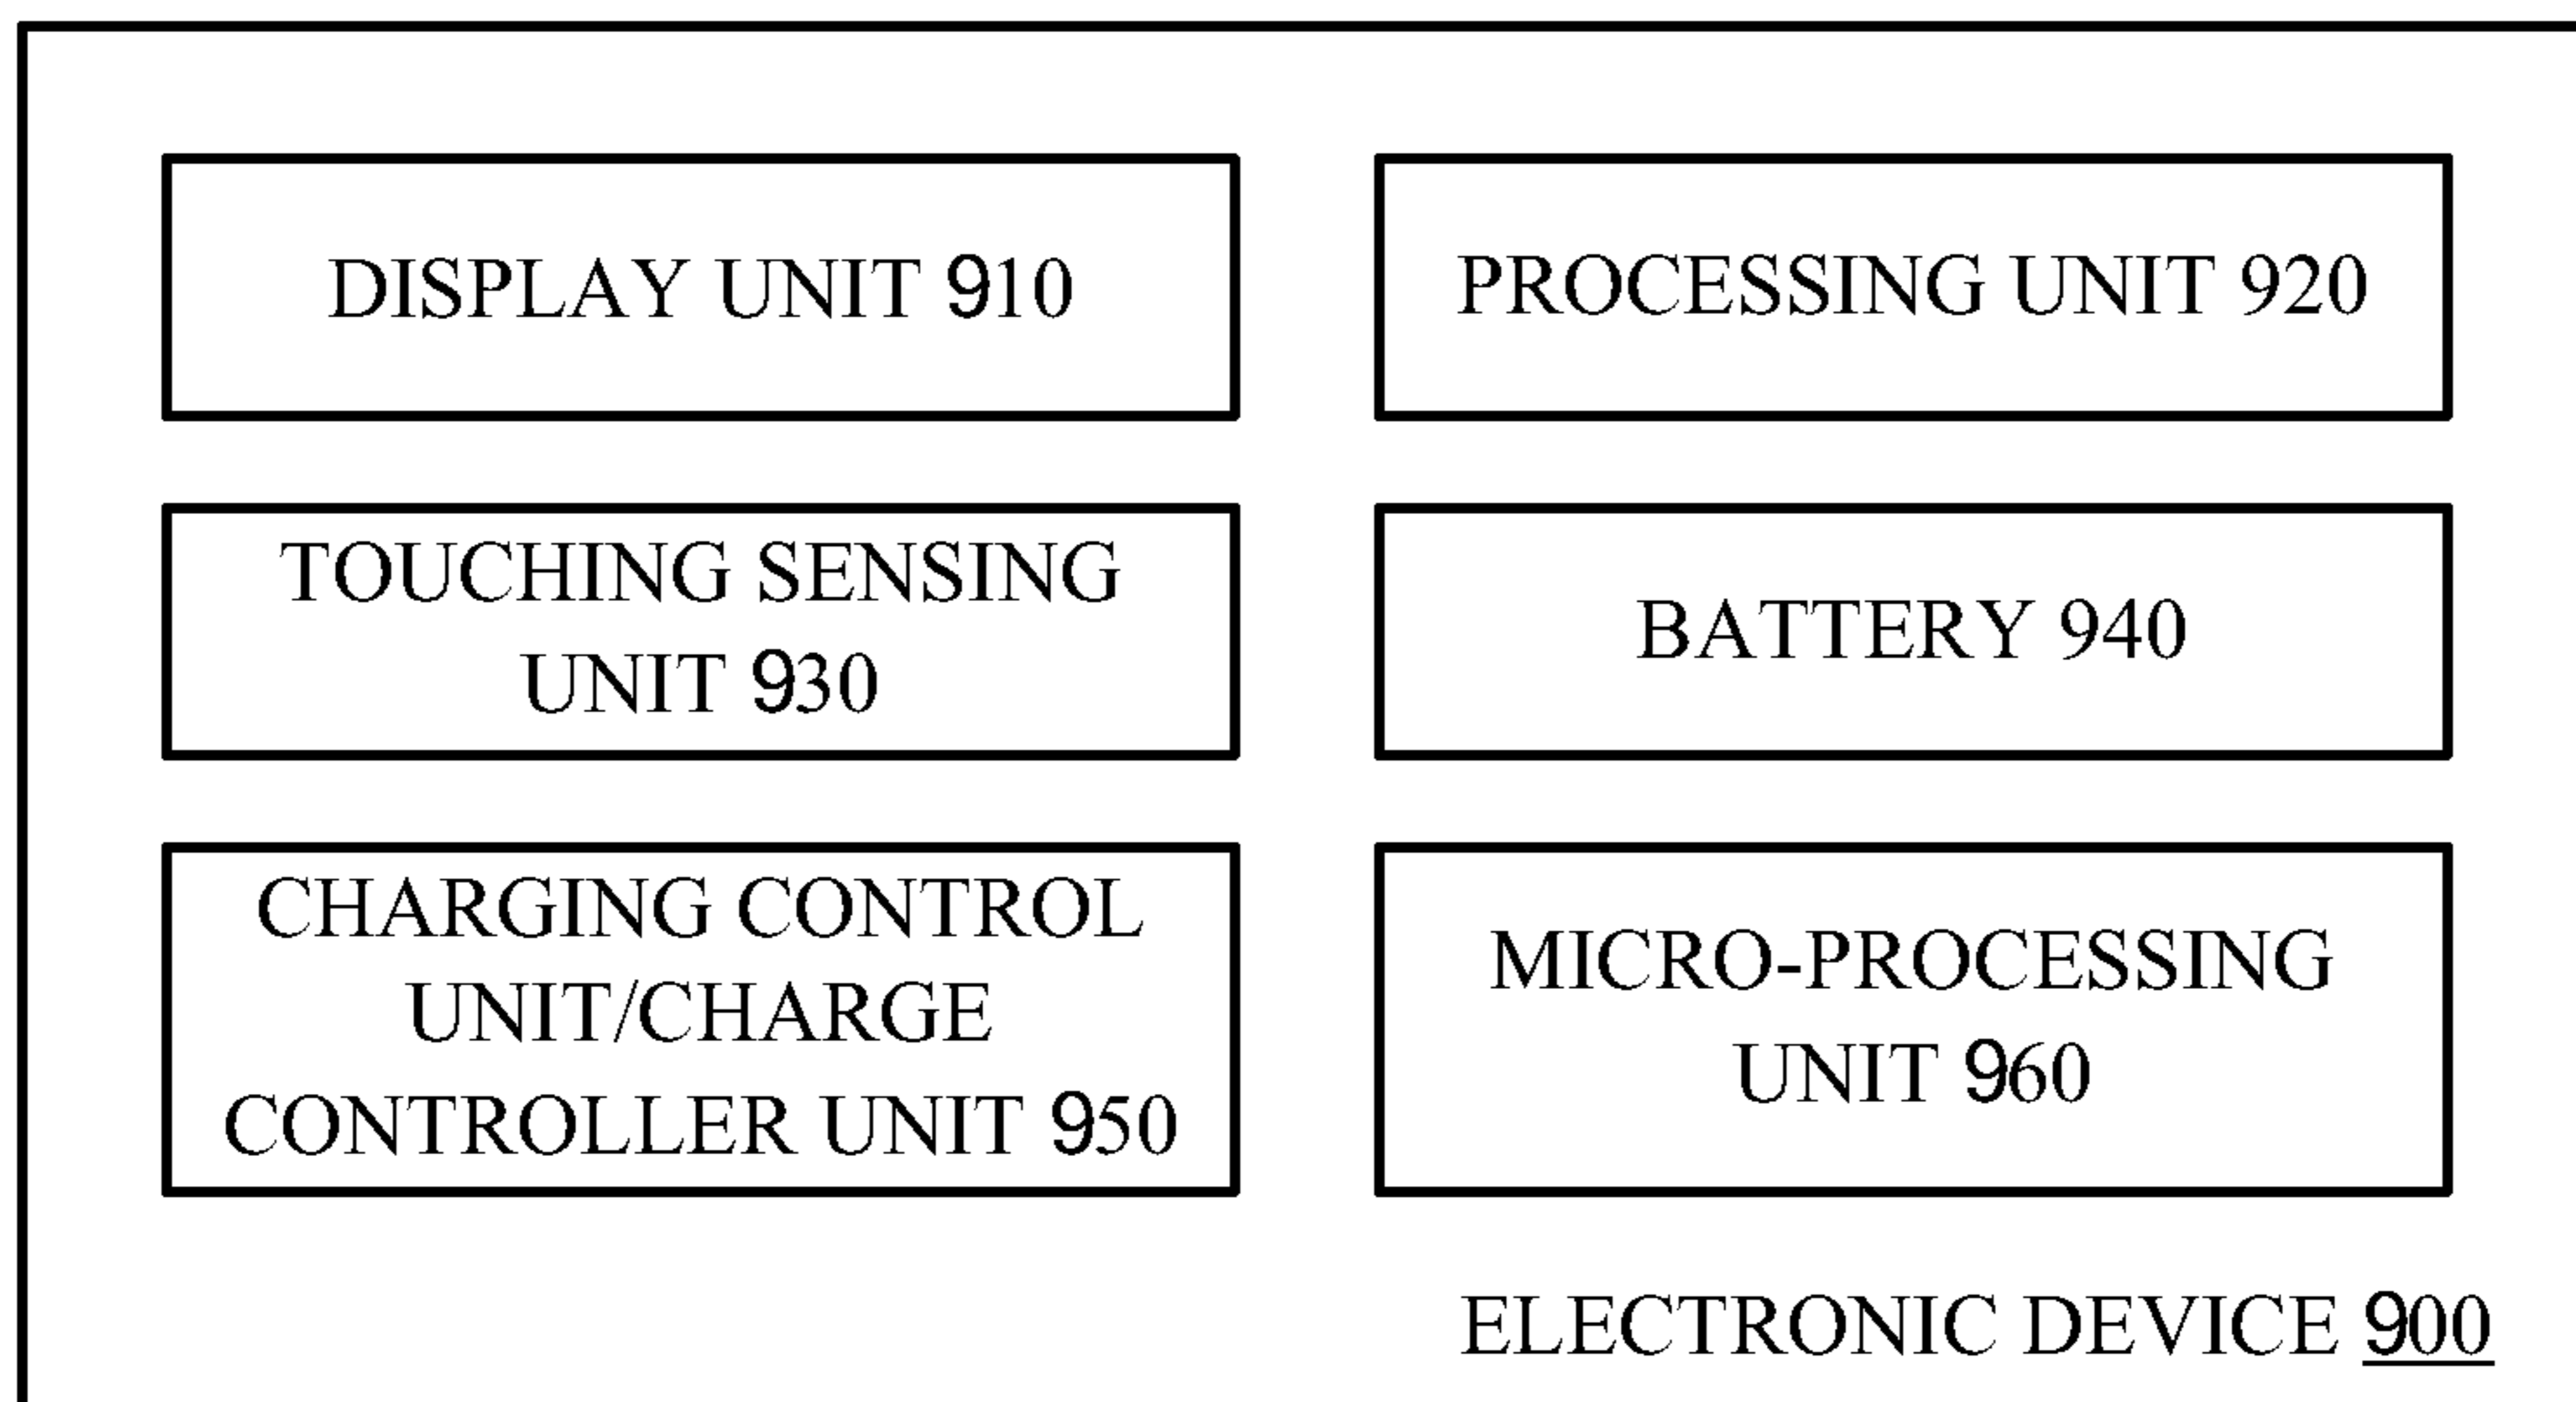 DISPLAY UNIT 910
PROCESSING UNIT 920
TOUCHING SENSING
UNIT 930
BATTERY 940
CHARGING CONTROL
UNIT/CHARGE
CONTROLLER UNIT 950
MICRO-PROCESSING
UNIT 960
ELECTRONIC DEVICE 900